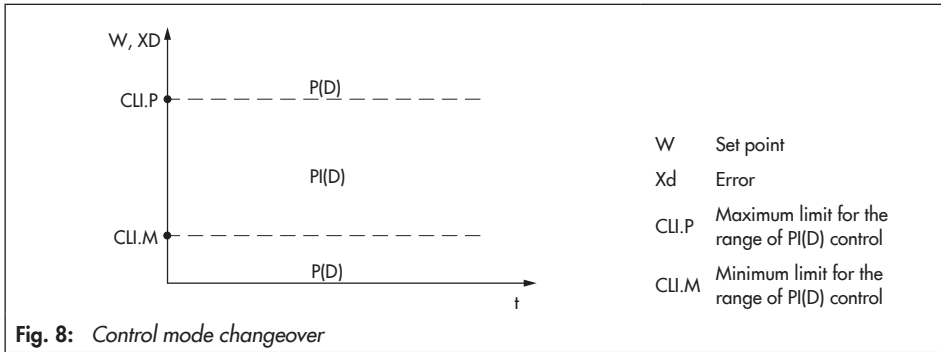 W, XD
P(D)
CLI.P
PI(D)
CLI.M
P(D)
t
W Set point
Xd Error
CLI.P Maximum limit for the
range of PI(D) control
CLI.M Minimum limit for the
range of PI(D) control
Fig. 8: Control mode changeover